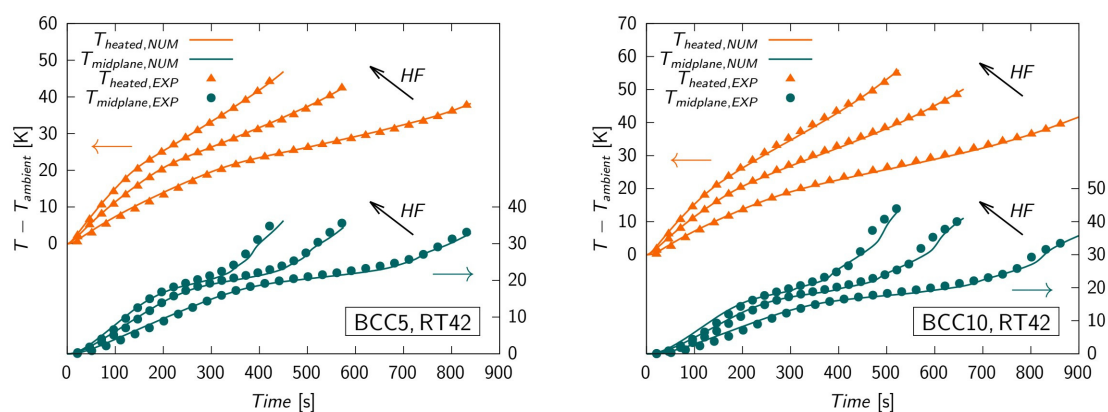 60
50
40
30
20
10
0
T − T_ambient [K]
T_heated,NUM
T_midplane,NUM
T_heated,EXP
T_midplane,EXP
HF
HF
40
30
20
10
0
BCC5, RT42
0 100 200 300 400 500 600 700 800 900
Time [s]
70
60
50
40
30
20
10
0
T − T_ambient [K]
T_heated,NUM
T_midplane,NUM
T_heated,EXP
T_midplane,EXP
HF
HF
50
40
30
20
10
0
BCC10, RT42
0 100 200 300 400 500 600 700 800 900
Time [s]